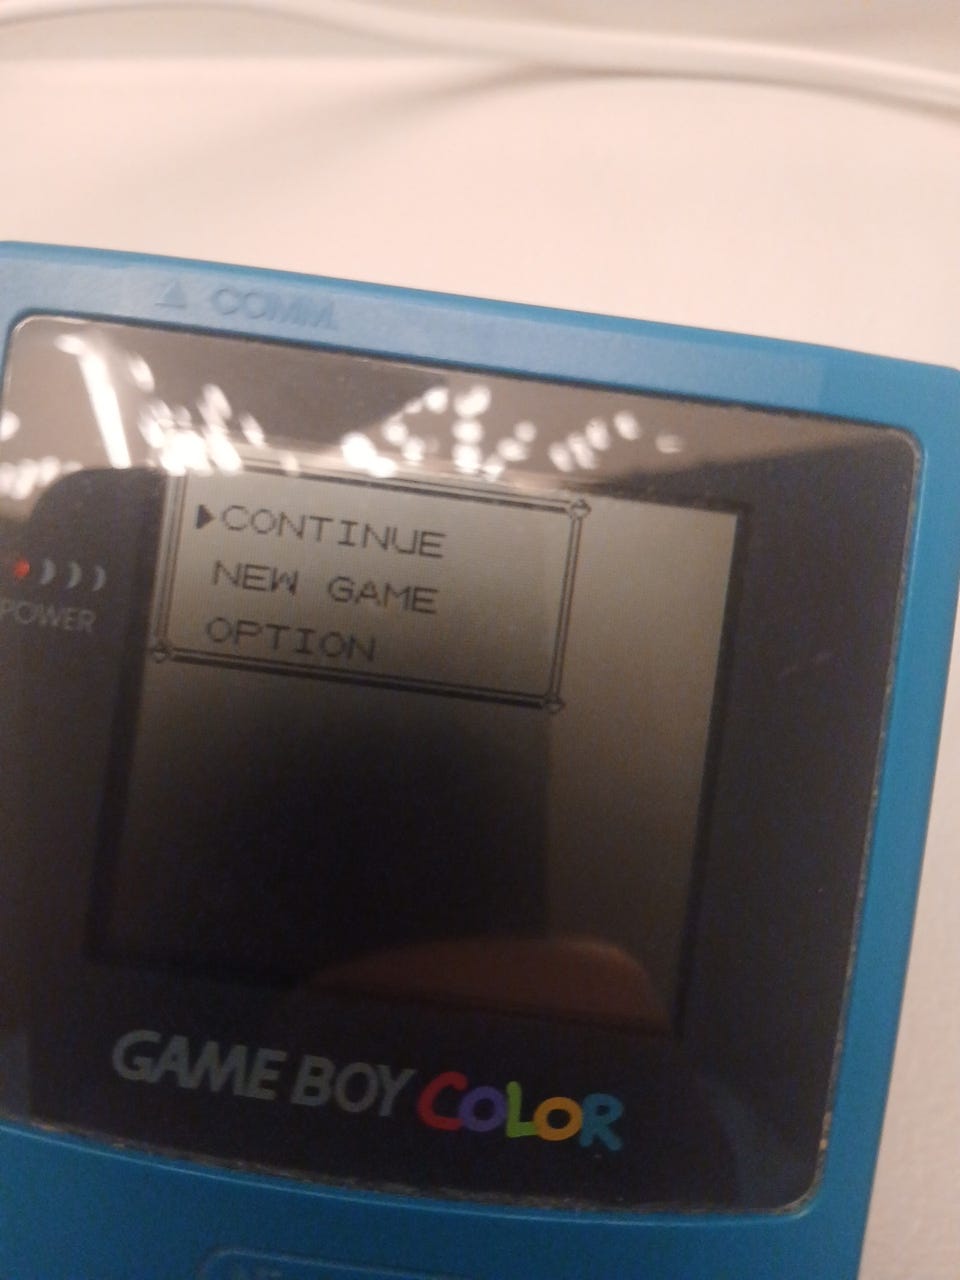 COMM.
CONTINUE
NEW GAME
OPTION
POWER
GAME BOY COLOR